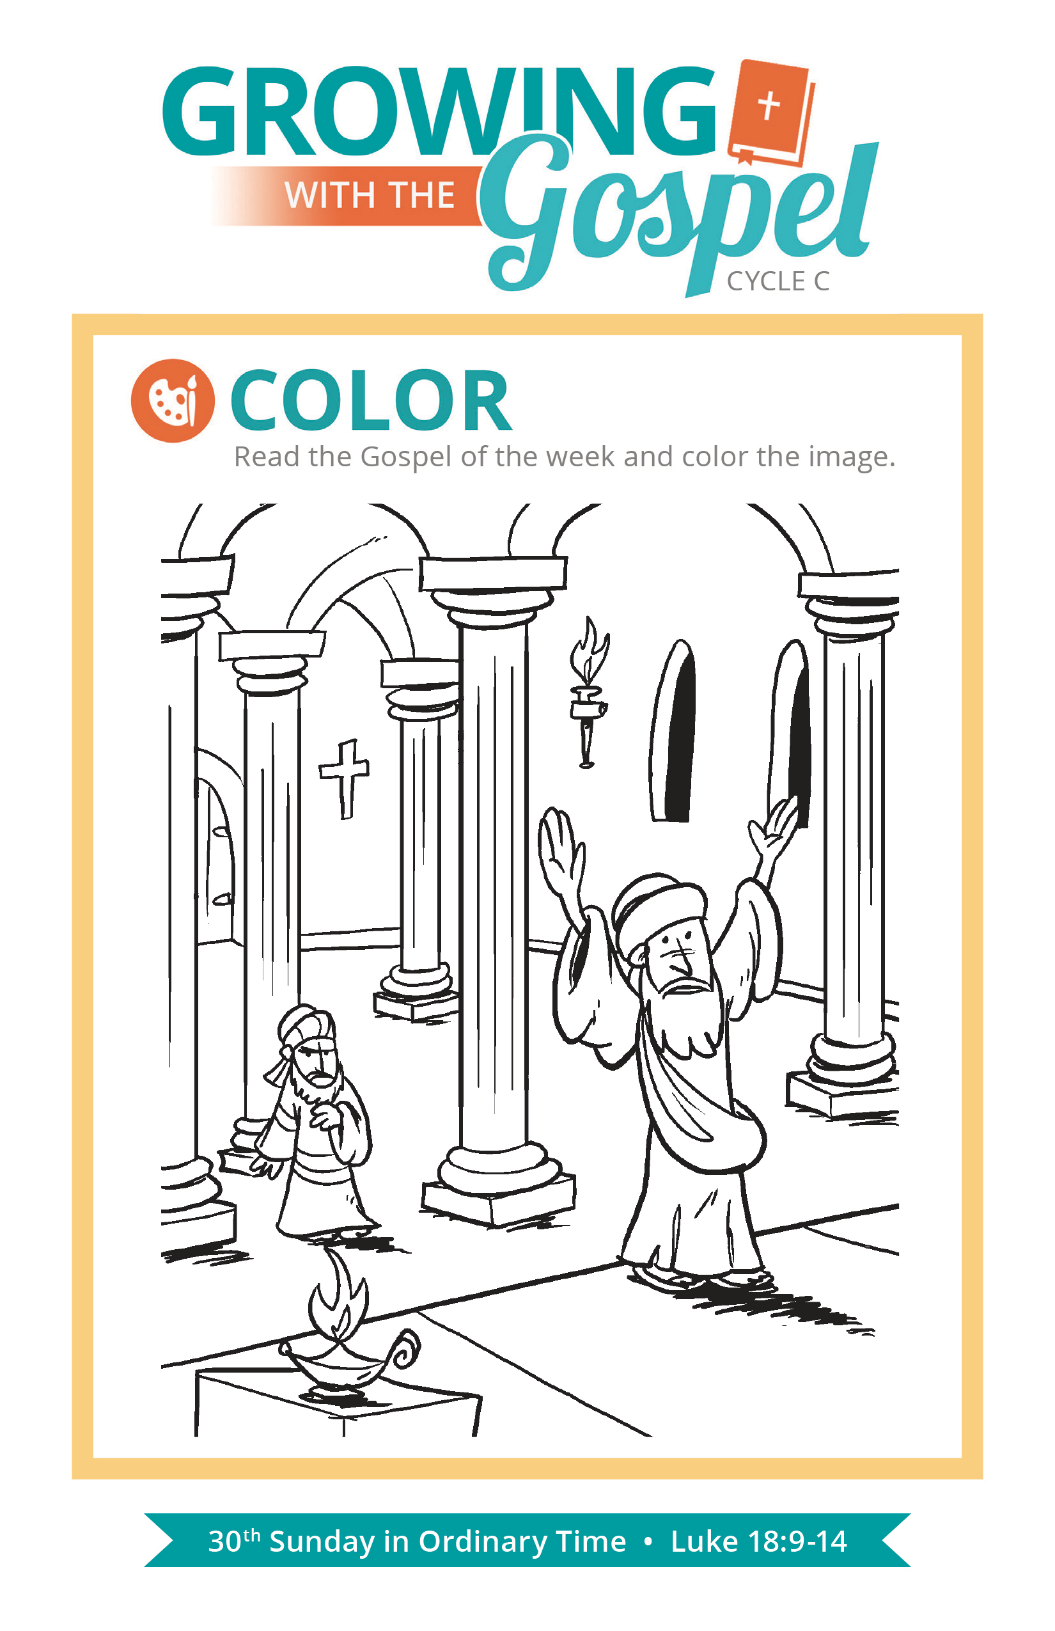 GROWING
WITH THE Gospel
CYCLE C
COLOR
Read the Gospel of the week and color the image.
30th Sunday in Ordinary Time • Luke 18:9-14